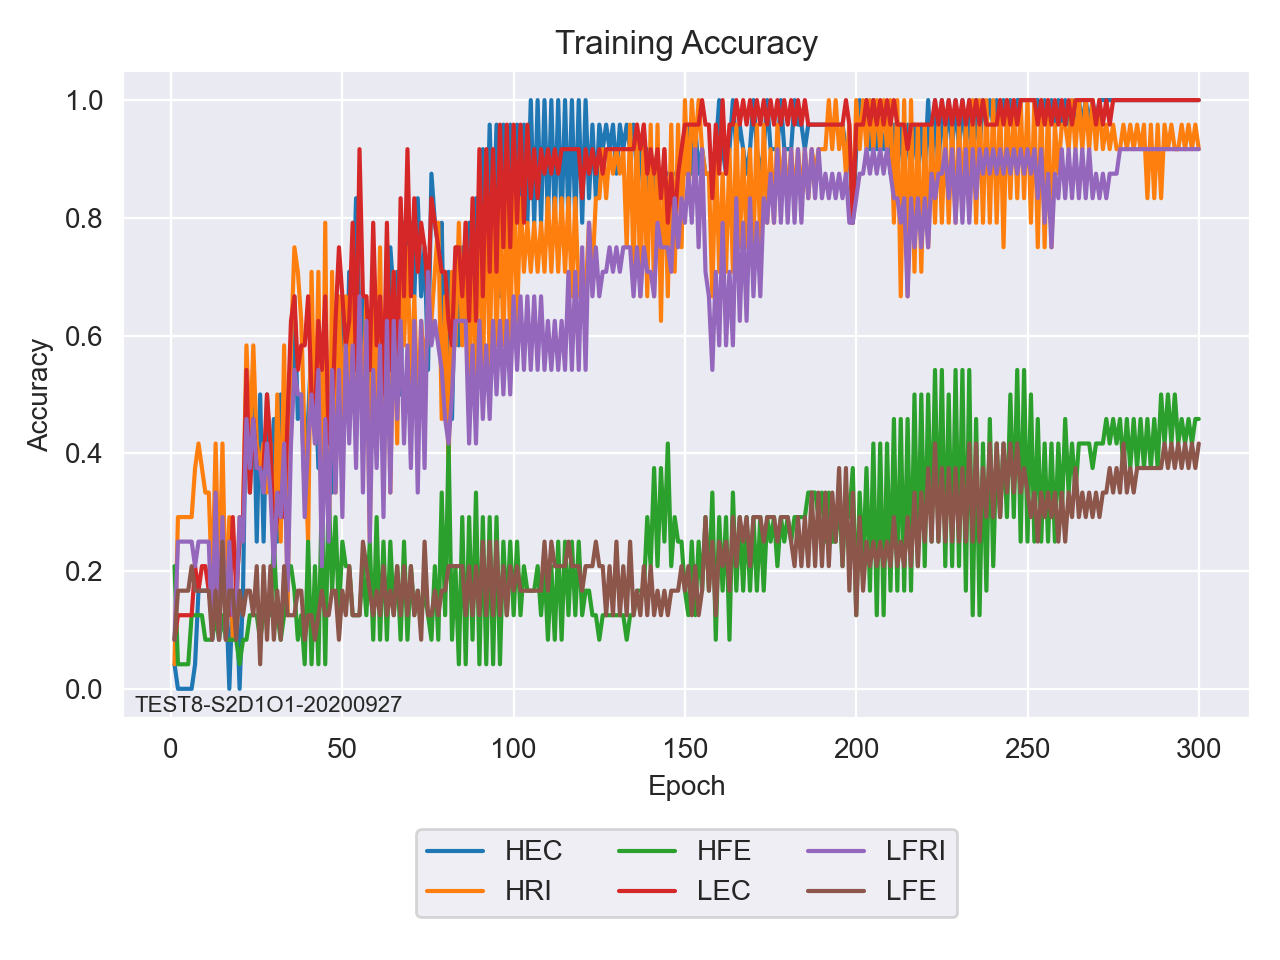 Training Accuracy
Accuracy
1.0
0.8
0.6
0.4
0.2
0.0
TEST8-S2D1O1-20200927
0 50 100 150 200 250 300
Epoch
HEC HFE LFRI
HRI LEC LFE